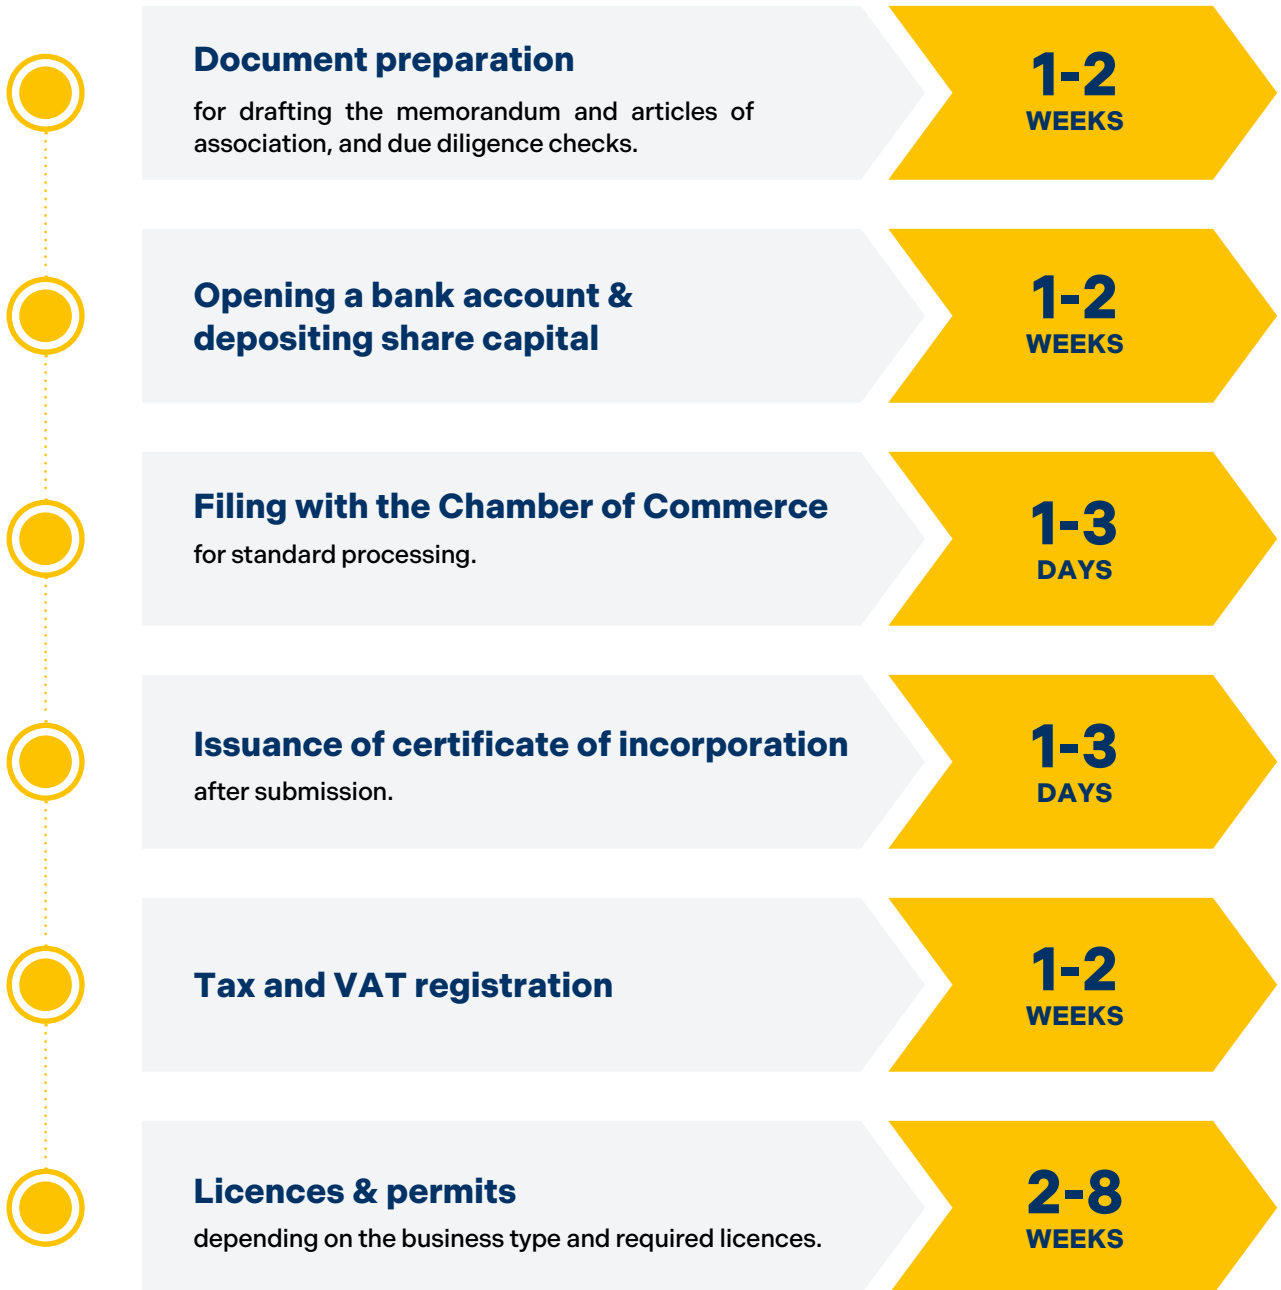 Document preparation
for drafting the memorandum and articles of
association, and due diligence checks.
1-2
WEEKS
Opening a bank account &
depositing share capital
1-2
WEEKS
Filing with the Chamber of Commerce
for standard processing.
1-3
DAYS
Issuance of certificate of incorporation
after submission.
1-3
DAYS
Tax and VAT registration
1-2
WEEKS
Licences & permits
depending on the business type and required licences.
2-8
WEEKS